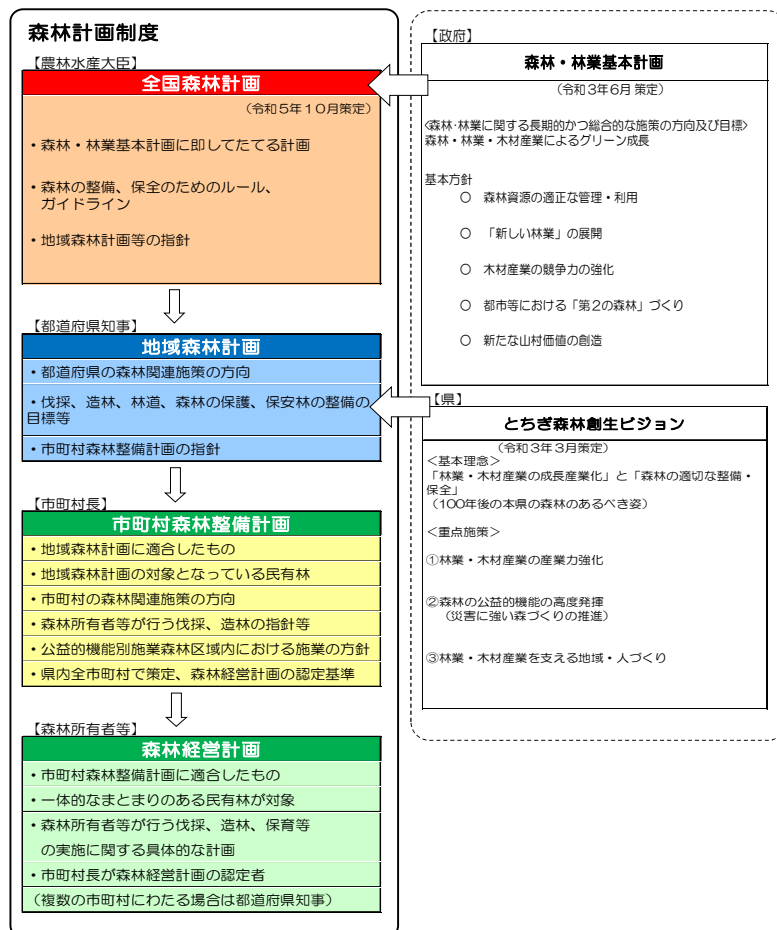 森林計画制度
【農林水産大臣】
全国森林計画
（令和5年10月策定）
・森林・林業基本計画に即してたてる計画
・森林の整備、保全のためのルール、
ガイドライン
・地域森林計画等の指針
【都道府県知事】
地域森林計画
・都道府県の森林関連施策の方向
・伐採、造林、林道、森林の保護、保安林の整備の
目標等
・市町村森林整備計画の指針
【市町村長】
市町村森林整備計画
・地域森林計画に適合したもの
・地域森林計画の対象となっている民有林
・市町村の森林関連施策の方向
・森林所有者等が行う伐採、造林の指針等
・公益的機能別施業森林区域内における施業の方針
・県内全市町村で策定、森林経営計画の認定基準
【森林所有者等】
森林経営計画
・市町村森林整備計画に適合したもの
・一体的なまとまりのある民有林が対象
・森林所有者等が行う伐採、造林、保育等
の実施に関する具体的な計画
・市町村長が森林経営計画の認定者
（複数の市町村にわたる場合は都道府県知事）
【政府】
森林・林業基本計画
（令和3年6月 策定）
<森林・林業に関する長期的かつ総合的な施策の方向及び目標>
森林・林業・木材産業によるグリーン成長
基本方針
○ 森林資源の適正な管理・利用
○ 「新しい林業」の展開
○ 木材産業の競争力の強化
○ 都市等における「第2の森林」づくり
○ 新たな山村価値の創造
【県】
とちぎ森林創生ビジョン
（令和3年3月策定）
＜基本理念＞
「林業・木材産業の成長産業化」と「森林の適切な整備・
保全」
（100年後の本県の森林のあるべき姿）
＜重点施策＞
①林業・木材産業の産業力強化
②森林の公益的機能の高度発揮
（災害に強い森づくりの推進）
③林業・木材産業を支える地域・人づくり